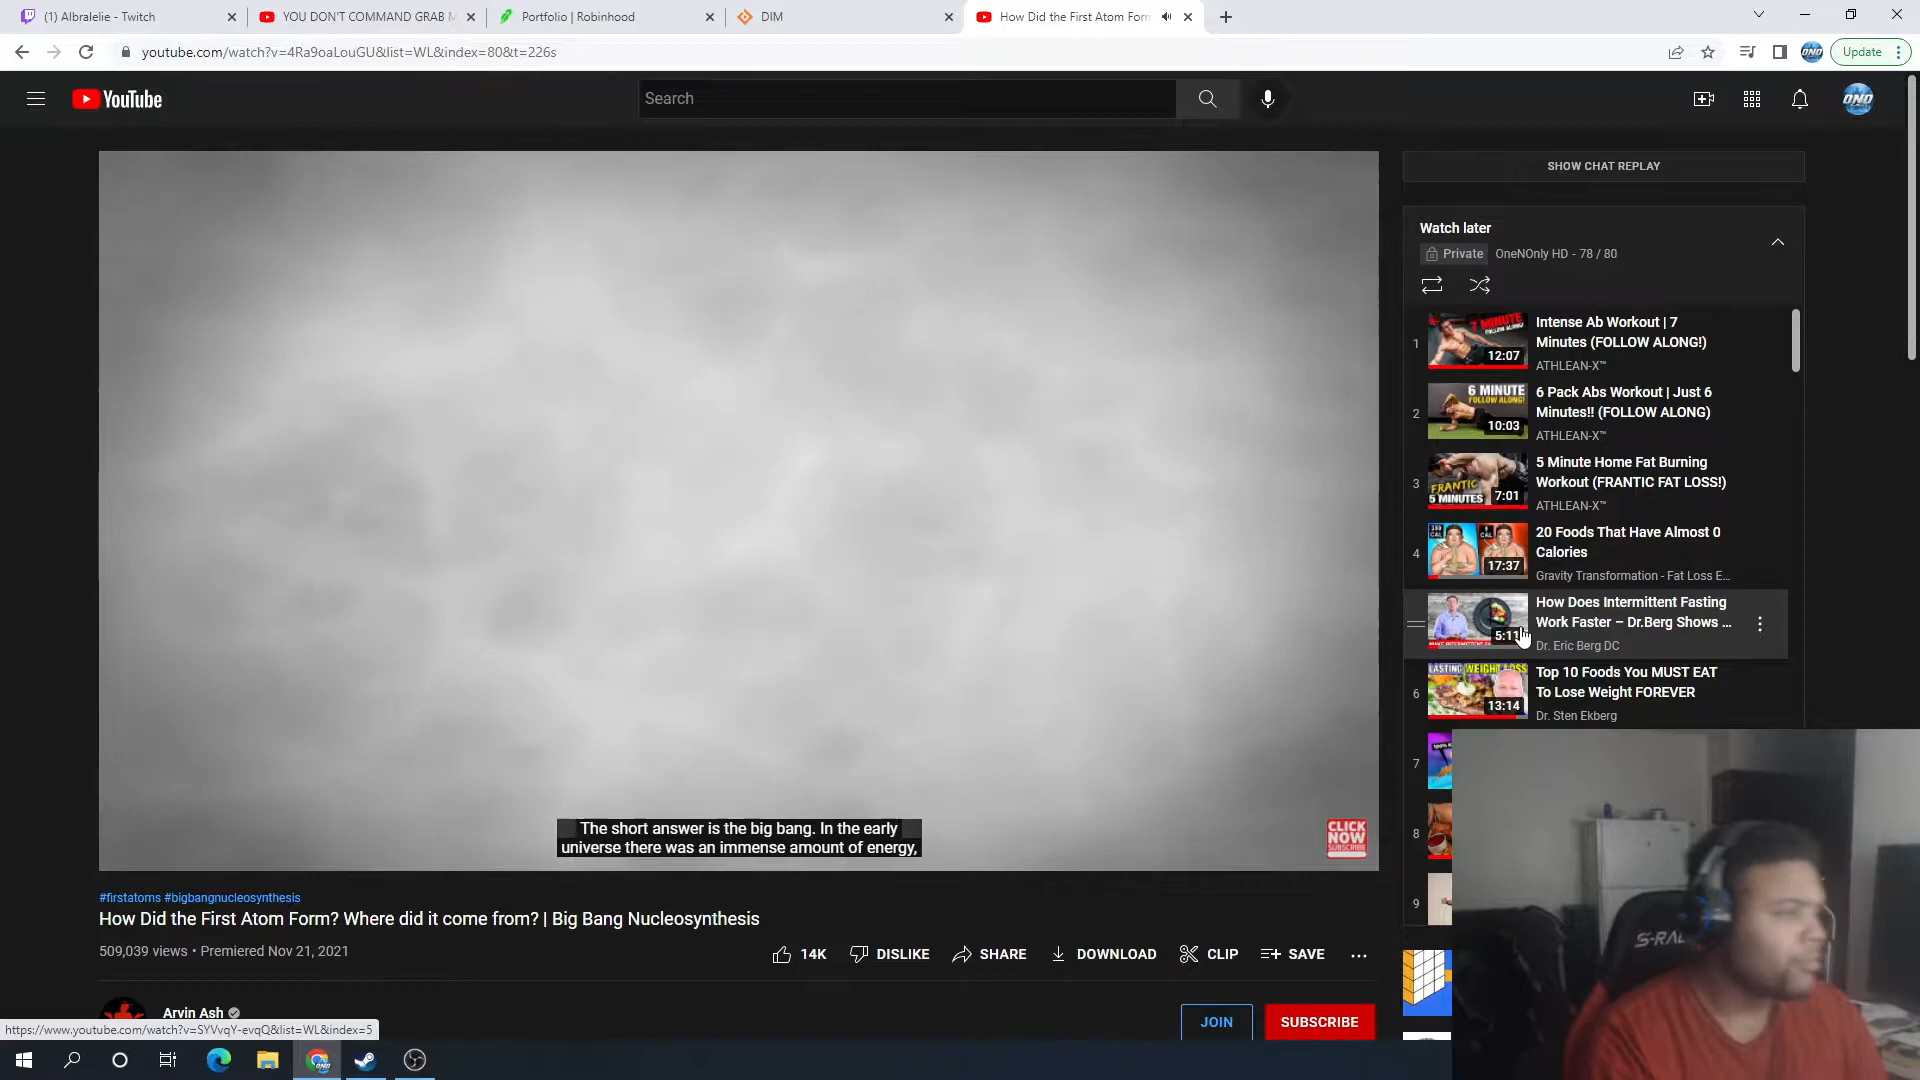 (1) Albralelie - Twitch
YOU DON'T COMMAND GRAB M
Portfolio | Robinhood
DIM
How Did the First Atom Form
youtube.com/watch?v=4Ra9oaLouGU&list=WL&index=80&t=226s
Update
YouTube
Search
SHOW CHAT REPLAY
Watch later
Private
OneNOnly HD - 78 / 80
1
7 MINUTE
FOLLOW ALONG!
12:07
Intense Ab Workout | 7
Minutes (FOLLOW ALONG!)
ATHLEAN-X™
2
6 MINUTE
FOLLOW ALONG!
10:03
6 Pack Abs Workout | Just 6
Minutes!! (FOLLOW ALONG)
ATHLEAN-X™
3
FRANTIC
5 MINUTES
7:01
5 Minute Home Fat Burning
Workout (FRANTIC FAT LOSS!)
ATHLEAN-X™
4
17:37
20 Foods That Have Almost 0
Calories
Gravity Transformation - Fat Loss E...
5:11
How Does Intermittent Fasting
Work Faster – Dr.Berg Shows ...
Dr. Eric Berg DC
6
WEIGHT LOSS
13:14
Top 10 Foods You MUST EAT
To Lose Weight FOREVER
Dr. Sten Ekberg
7
8
9
The short answer is the big bang. In the early
universe there was an immense amount of energy,
CLICK
NOW
SUBSCRIBE
#firstatoms #bigbangnucleosynthesis
How Did the First Atom Form? Where did it come from? | Big Bang Nucleosynthesis
509,039 views • Premiered Nov 21, 2021
14K
DISLIKE
SHARE
DOWNLOAD
CLIP
SAVE
Arvin Ash
JOIN
SUBSCRIBE
https://www.youtube.com/watch?v=SYVvqY-evqQ&list=WL&index=5